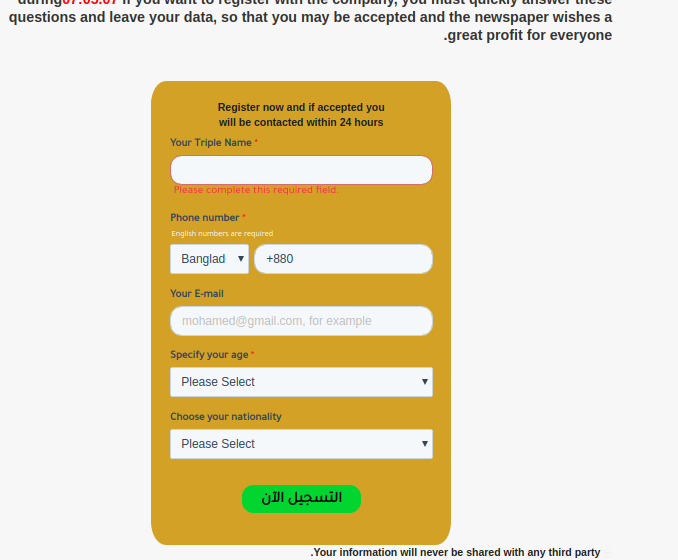 during07:05:07 If you want to register with the company, you must quickly answer these
questions and leave your data, so that you may be accepted and the newspaper wishes a
.great profit for everyone
Register now and if accepted you
will be contacted within 24 hours
Your Triple Name *
Please complete this required field.
Phone number *
English numbers are required
Banglad
+880
Your E-mail
mohamed@gmail.com, for example
Specify your age *
Please Select
Choose your nationality
Please Select
التسجيل الآن
.Your information will never be shared with any third party